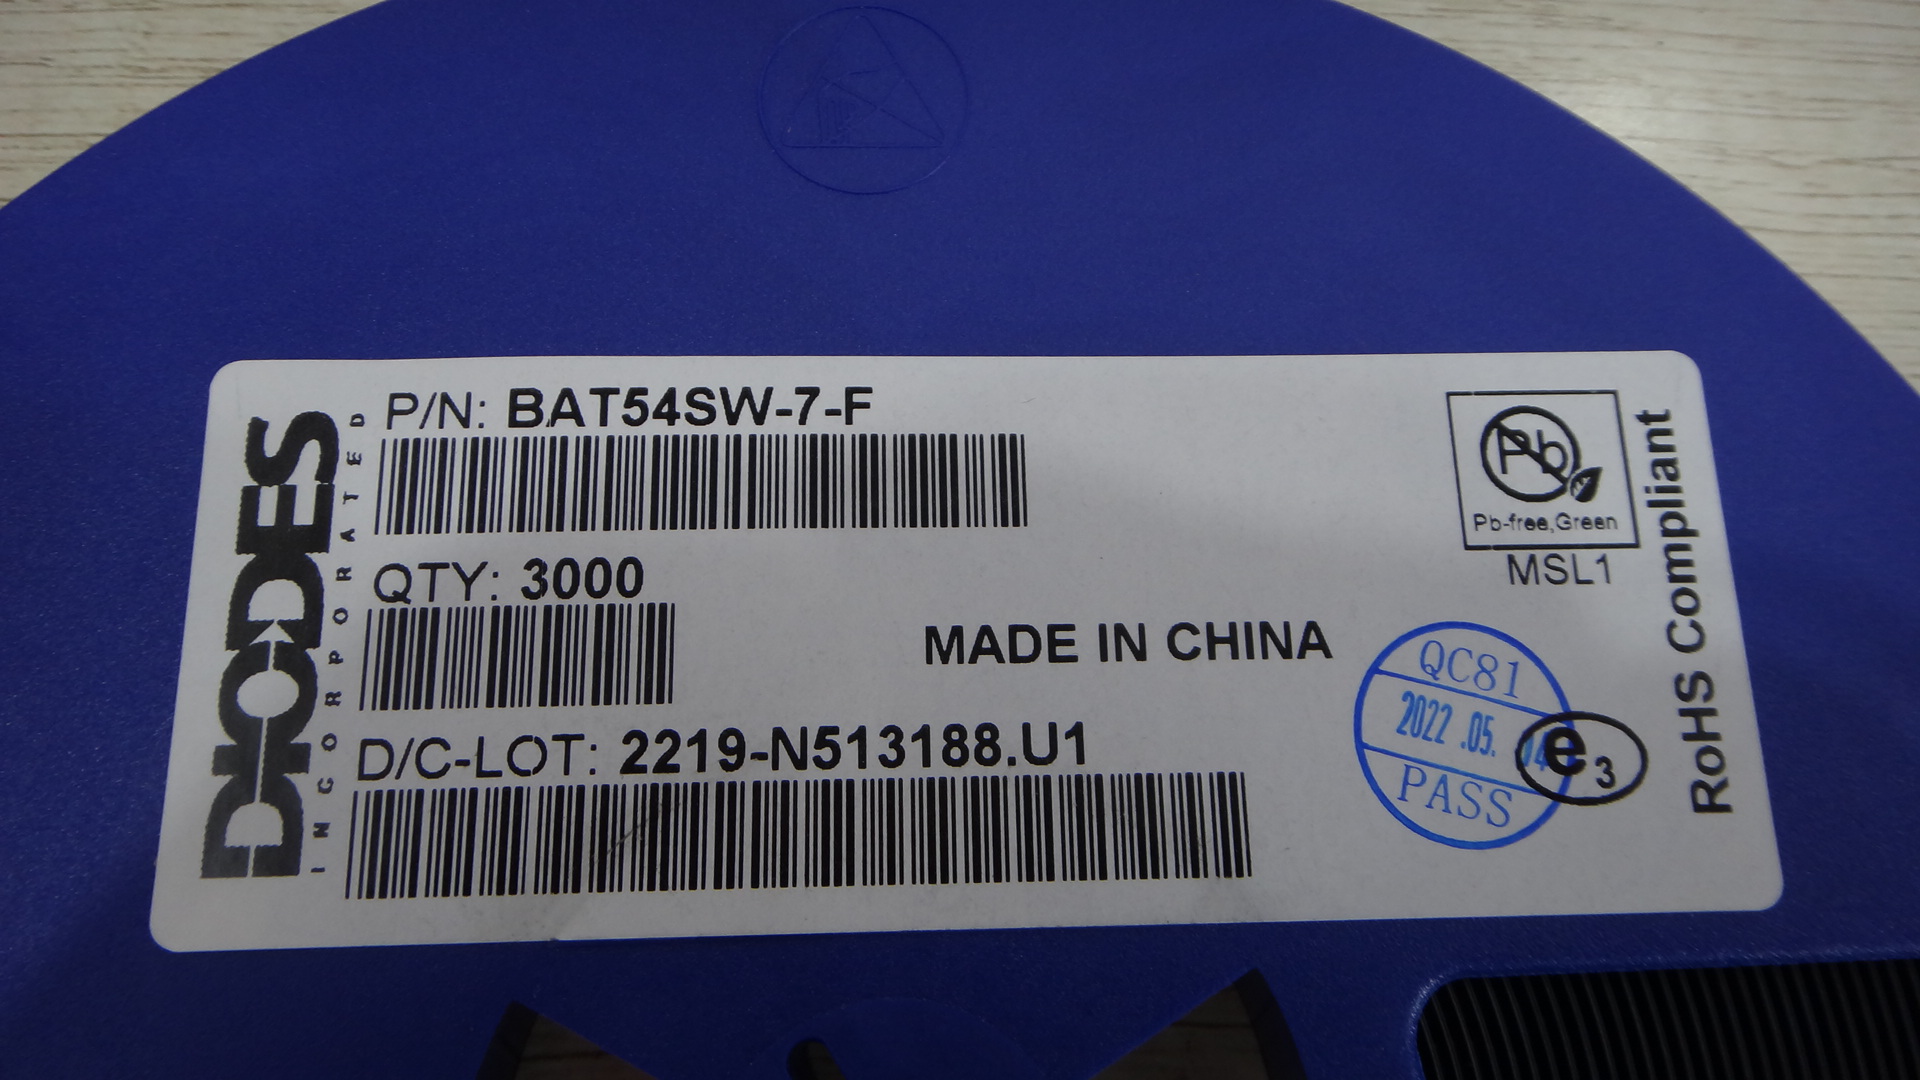 DIODES
INCORPORATED
P/N: BAT54SW-7-F
QTY: 3000
D/C-LOT: 2219-N513188.U1
MADE IN CHINA
Pb
Pb-free,Green
MSL1
RoHS Compliant
QC81
2022.05.04
PASS
e3